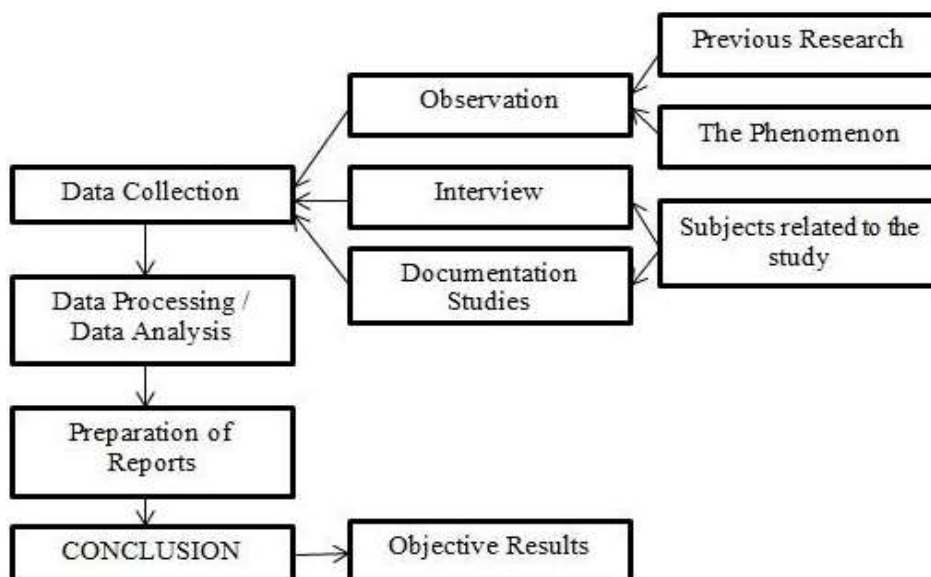 Previous Research
Observation
The Phenomenon
Data Collection
Interview
Subjects related to the
study
Documentation
Studies
Data Processing /
Data Analysis
Preparation of
Reports
CONCLUSION
Objective Results